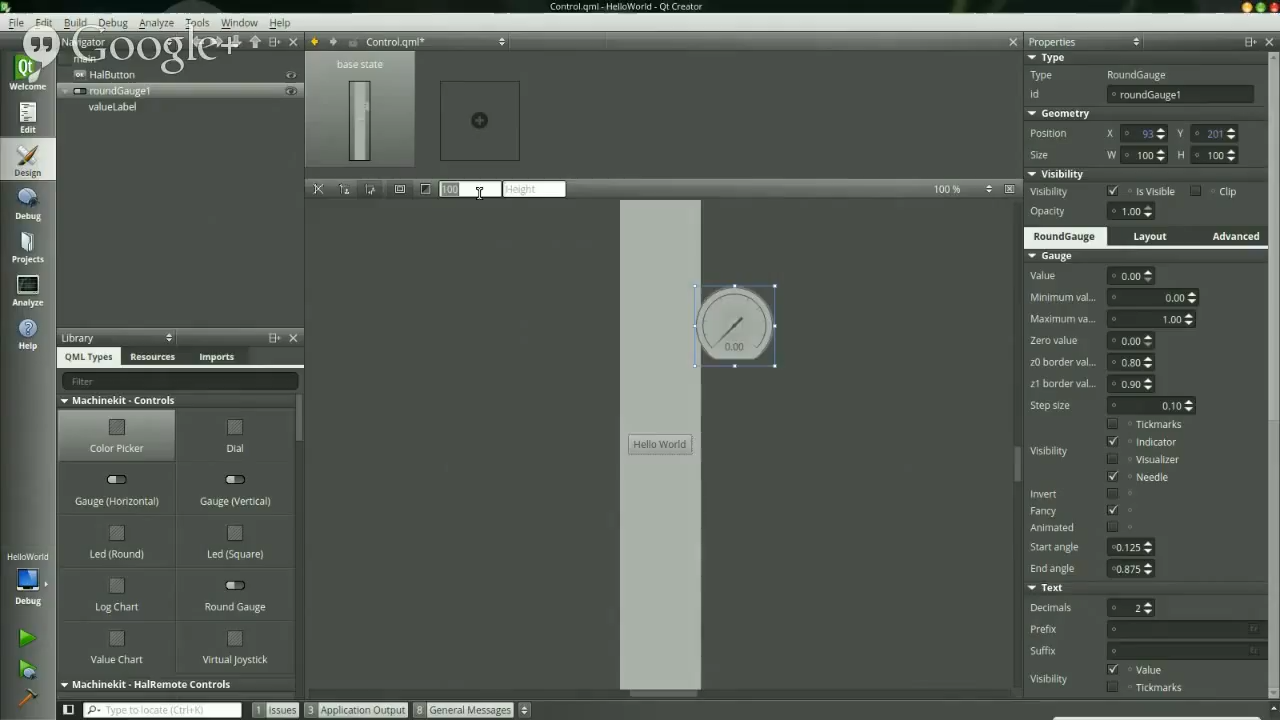 Control.qml - HelloWorld - Qt Creator
File Edit Build Debug Analyze Tools Window Help
Navigator
Control.qml*
Properties
Google+
main
HalButton
roundGauge1
valueLabel
Welcome
Edit
Design
Debug
Projects
Analyze
Help
HelloWorld
Debug
base state
100
Height
100 %
Hello World
0.00
Library
QML Types Resources Imports
Filter
Machinekit - Controls
Color Picker Dial
Gauge (Horizontal) Gauge (Vertical)
Led (Round) Led (Square)
Log Chart Round Gauge
Value Chart Virtual Joystick
Machinekit - HalRemote Controls
Type
Type RoundGauge
id roundGauge1
Geometry
Position X 93 Y 201
Size W 100 H 100
Visibility
Visibility Is Visible Clip
Opacity 1.00
RoundGauge Layout Advanced
Gauge
Value 0.00
Minimum val... 0.00
Maximum va... 1.00
Zero value 0.00
z0 border val... 0.80
z1 border val... 0.90
Step size 0.10
Tickmarks
Visibility Indicator
Visualizer
Needle
Invert
Fancy
Animated
Start angle 0.125
End angle 0.875
Text
Decimals 2
Prefix
Suffix
Visibility Value
Tickmarks
Type to locate (Ctrl+K)
1 Issues 3 Application Output 8 General Messages